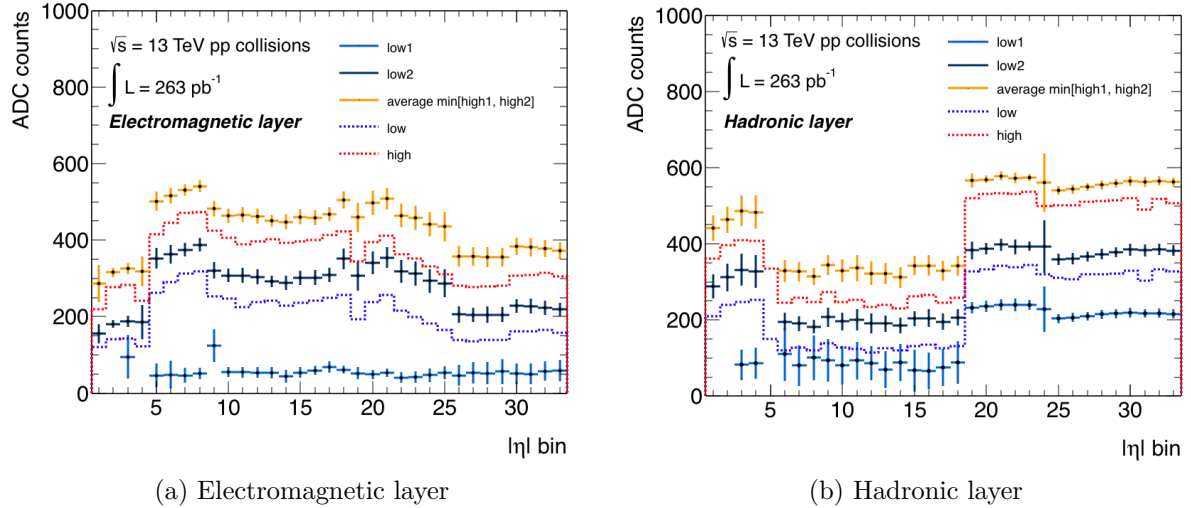 1000
800
600
400
200
0
ADC counts
√s = 13 TeV pp collisions
∫ L = 263 pb⁻¹
Electromagnetic layer
low1
low2
average min[high1, high2]
low
high
5 10 15 20 25 30
|η| bin
(a) Electromagnetic layer
1000
800
600
400
200
0
ADC counts
√s = 13 TeV pp collisions
∫ L = 263 pb⁻¹
Hadronic layer
low1
low2
average min[high1, high2]
low
high
5 10 15 20 25 30
|η| bin
(b) Hadronic layer